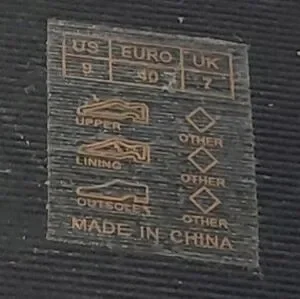 US EURO UK
9 40 7
UPPER OTHER
LINING OTHER
OUTSOLE OTHER
MADE IN CHINA